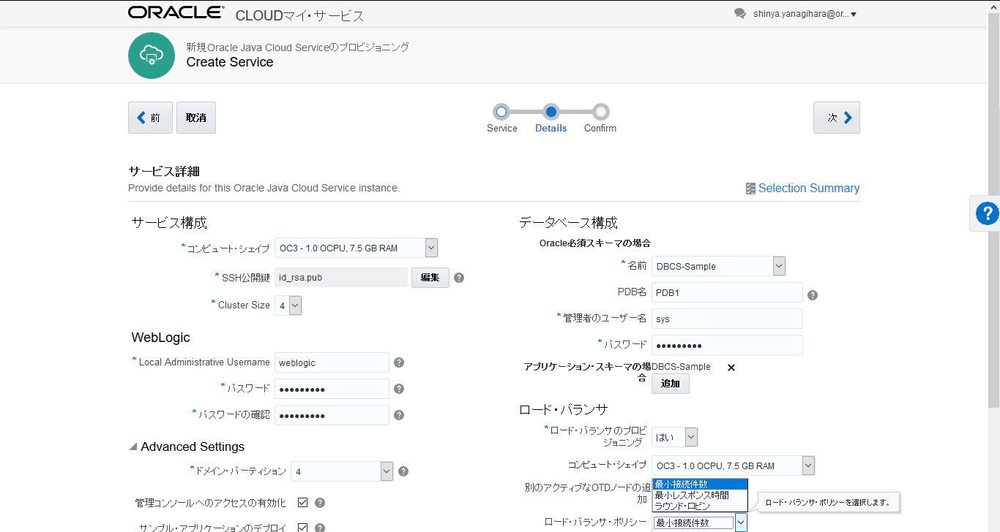 ORACLE CLOUDマイ・サービス
shinya.yanagihara@or...
新規Oracle Java Cloud Serviceのプロビジョニング
Create Service
前
取消
Service
Details
Confirm
次
サービス詳細
Provide details for this Oracle Java Cloud Service instance.
Selection Summary
サービス構成
*コンピュート・シェイプ OC3 - 1.0 OCPU, 7.5 GB RAM
*SSH公開鍵 id_rsa.pub 編集 ?
*Cluster Size 4
WebLogic
*Local Administrative Username weblogic ?
*パスワード ●●●●●●●●● ?
*パスワードの確認 ●●●●●●●●● ?
Advanced Settings
*ドメイン・パーティション 4 ?
管理コンソールへのアクセスの有効化 ?
サンプル・アプリケーションのデプロイ ?
データベース構成
Oracle必須スキーマの場合
*名前 DBCS-Sample
PDB名 PDB1 ?
*管理者のユーザー名 sys
*パスワード ●●●●●●●●●
アプリケーション・スキーマの場
合
DBCS-Sample
追加
ロード・バランサ
*ロード・バランサのプロビ
ジョニング
はい
コンピュート・シェイプ OC3 - 1.0 OCPU, 7.5 GB RAM
別のアクティブなOTDノードの追
加
最小接続件数
最小レスポンス時間
ラウンド・ロビン
ロード・バランサ・ポリシーを選択します。
ロード・バランサ・ポリシー 最小接続件数
?